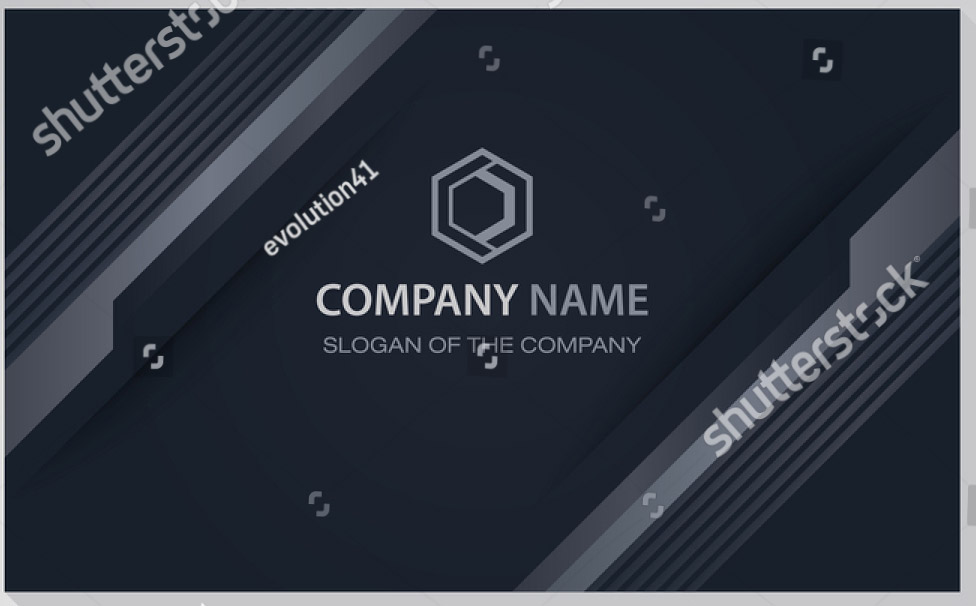 shutterstock
evolution41
COMPANY NAME
SLOGAN OF THE COMPANY
shutterstock®